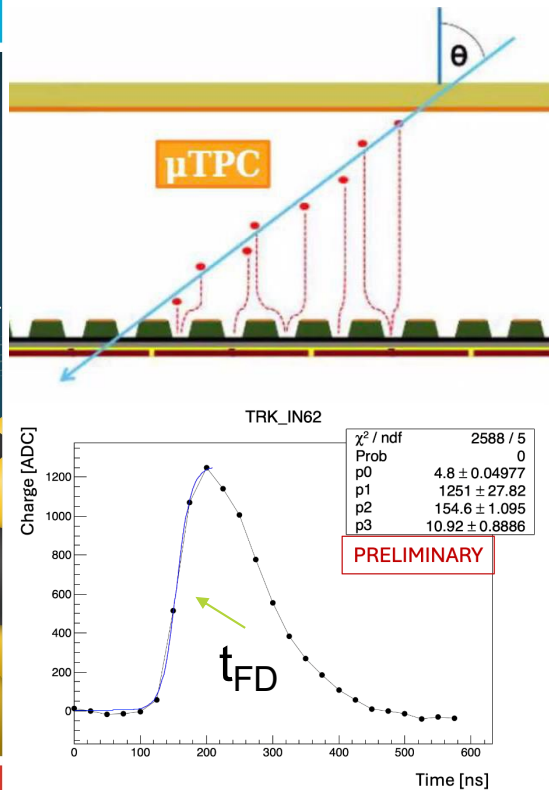 θ
μTPC
TRK_IN62
χ² / ndf 2588 / 5
Prob 0
p0 4.8 ± 0.04977
p1 1251 ± 27.82
p2 154.6 ± 1.095
p3 10.92 ± 0.8886
PRELIMINARY
Charge [ADC]
1200
1000
800
600
400
200
0
tFD
0 100 200 300 400 500 600
Time [ns]